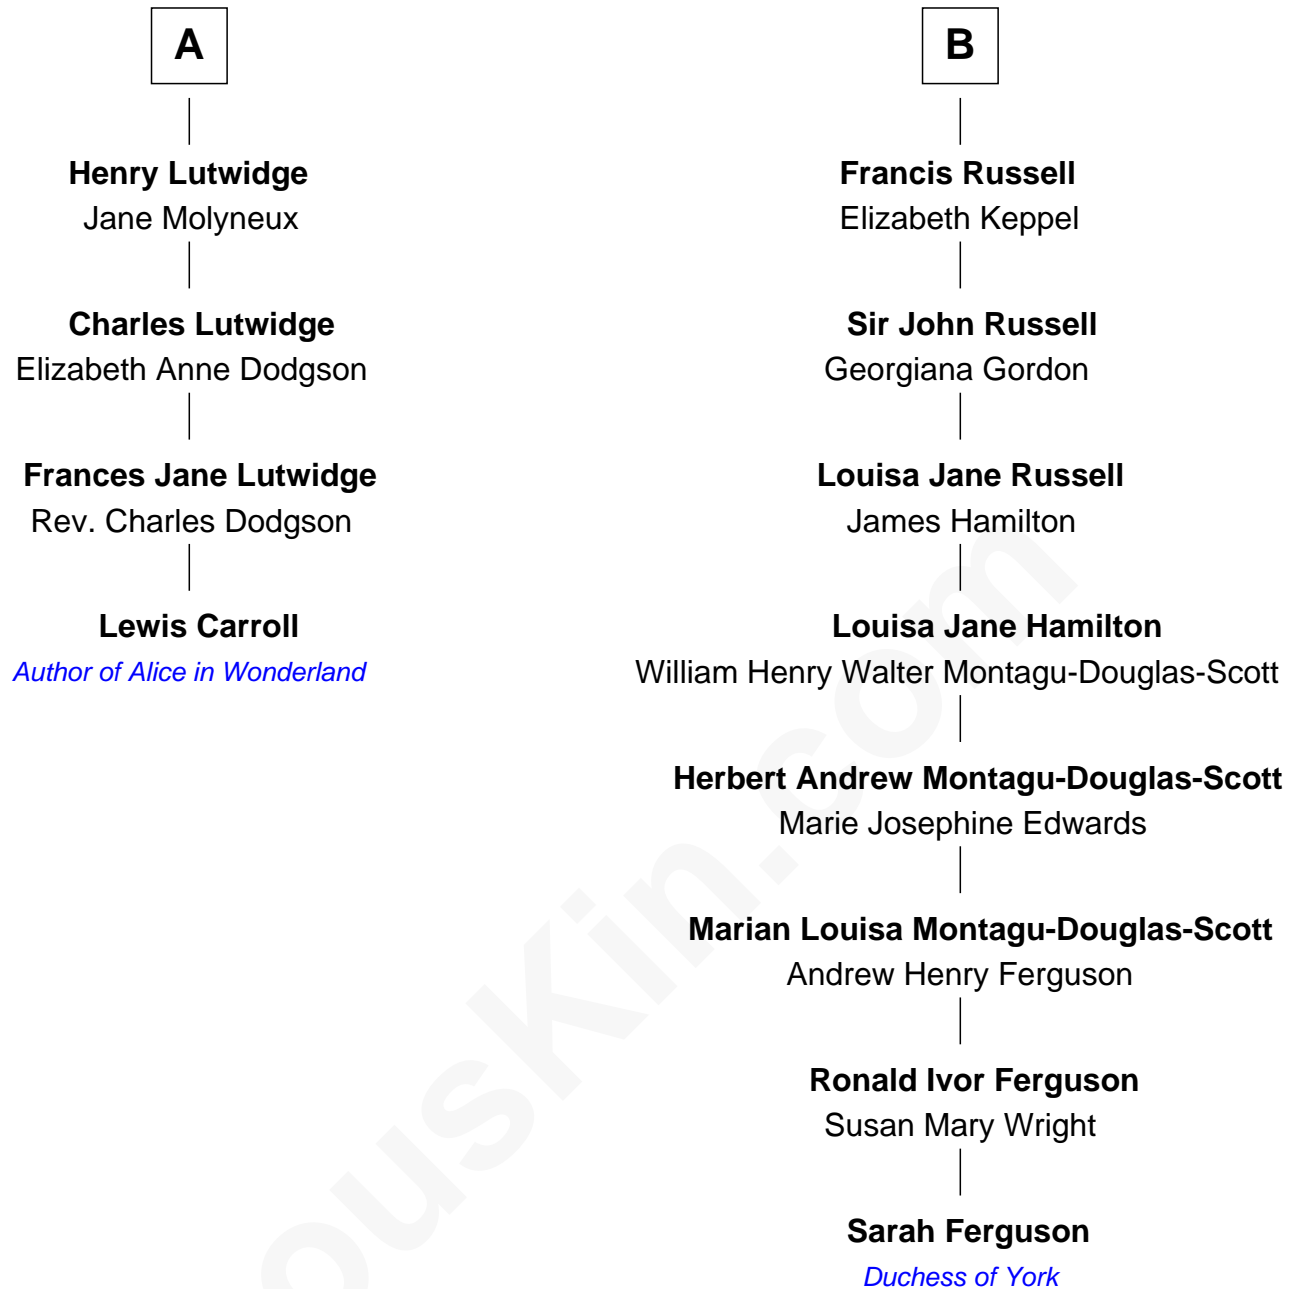 A
Henry Lutwidge
Jane Molyneux
Charles Lutwidge
Elizabeth Anne Dodgson
Frances Jane Lutwidge
Rev. Charles Dodgson
Lewis Carroll
Author of Alice in Wonderland
B
Francis Russell
Elizabeth Keppel
Sir John Russell
Georgiana Gordon
Louisa Jane Russell
James Hamilton
Louisa Jane Hamilton
William Henry Walter Montagu-Douglas-Scott
Herbert Andrew Montagu-Douglas-Scott
Marie Josephine Edwards
Marian Louisa Montagu-Douglas-Scott
Andrew Henry Ferguson
Ronald Ivor Ferguson
Susan Mary Wright
Sarah Ferguson
Duchess of York
ousKin.com